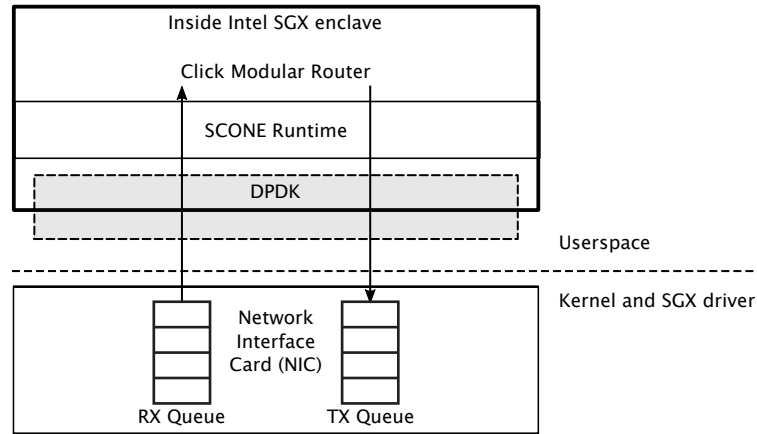 Inside Intel SGX enclave
Click Modular Router
SCONE Runtime
DPDK
Userspace
Kernel and SGX driver
Network
Interface
Card (NIC)
RX Queue
TX Queue